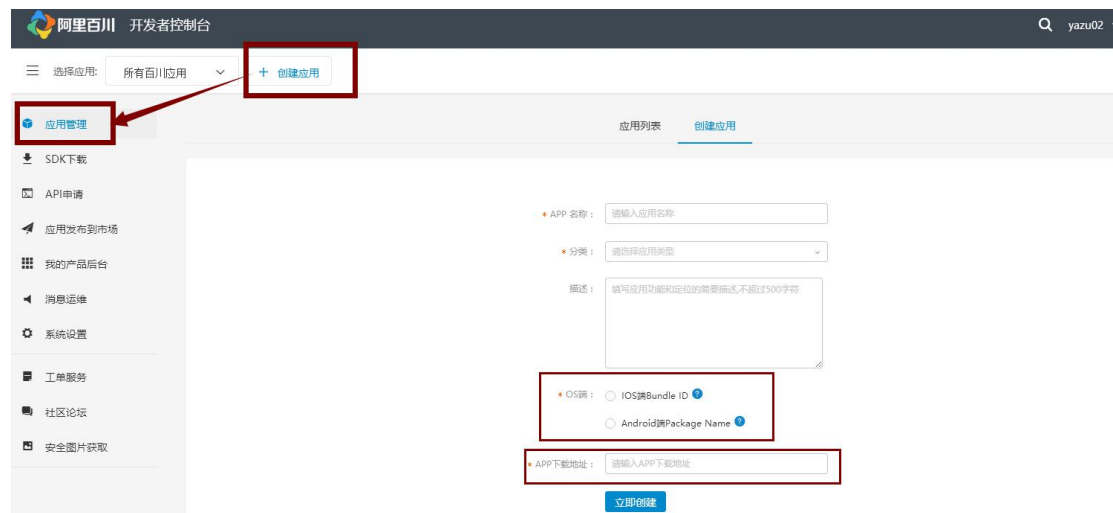 阿里百川 开发者控制台 yazu02
选择应用: 所有百川应用 + 创建应用
应用管理
SDK下载
API申请
应用发布到市场
我的产品后台
消息运维
系统设置
工单服务
社区论坛
安全图片获取
应用列表 创建应用
* APP 名称: 请输入应用名称
* 分类: 请选择应用类型
描述: 填写应用功能和定位的需要描述,不超过500字符
* OS端: IOS端Bundle ID ?
Android端Package Name ?
* APP下载地址: 请输入APP下载地址
立即创建